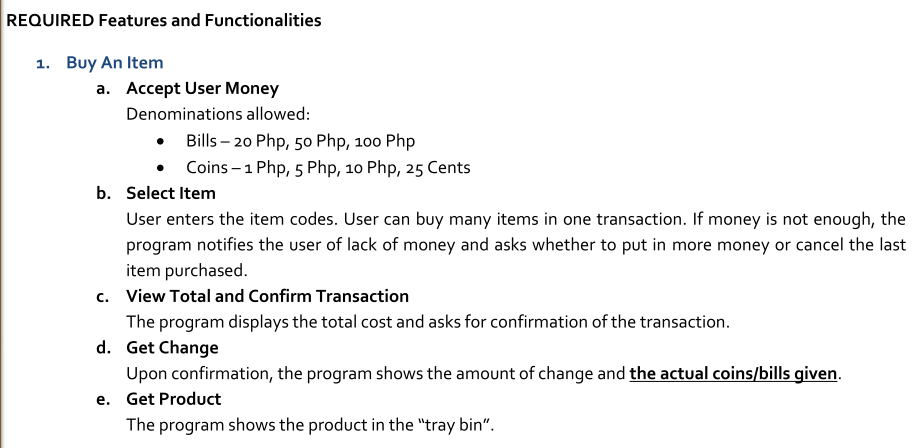 REQUIRED Features and Functionalities
1. Buy An Item
a. Accept User Money
Denominations allowed:
• Bills – 20 Php, 50 Php, 100 Php
• Coins – 1 Php, 5 Php, 10 Php, 25 Cents
b. Select Item
User enters the item codes. User can buy many items in one transaction. If money is not enough, the
program notifies the user of lack of money and asks whether to put in more money or cancel the last
item purchased.
c. View Total and Confirm Transaction
The program displays the total cost and asks for confirmation of the transaction.
d. Get Change
Upon confirmation, the program shows the amount of change and the actual coins/bills given.
e. Get Product
The program shows the product in the “tray bin”.